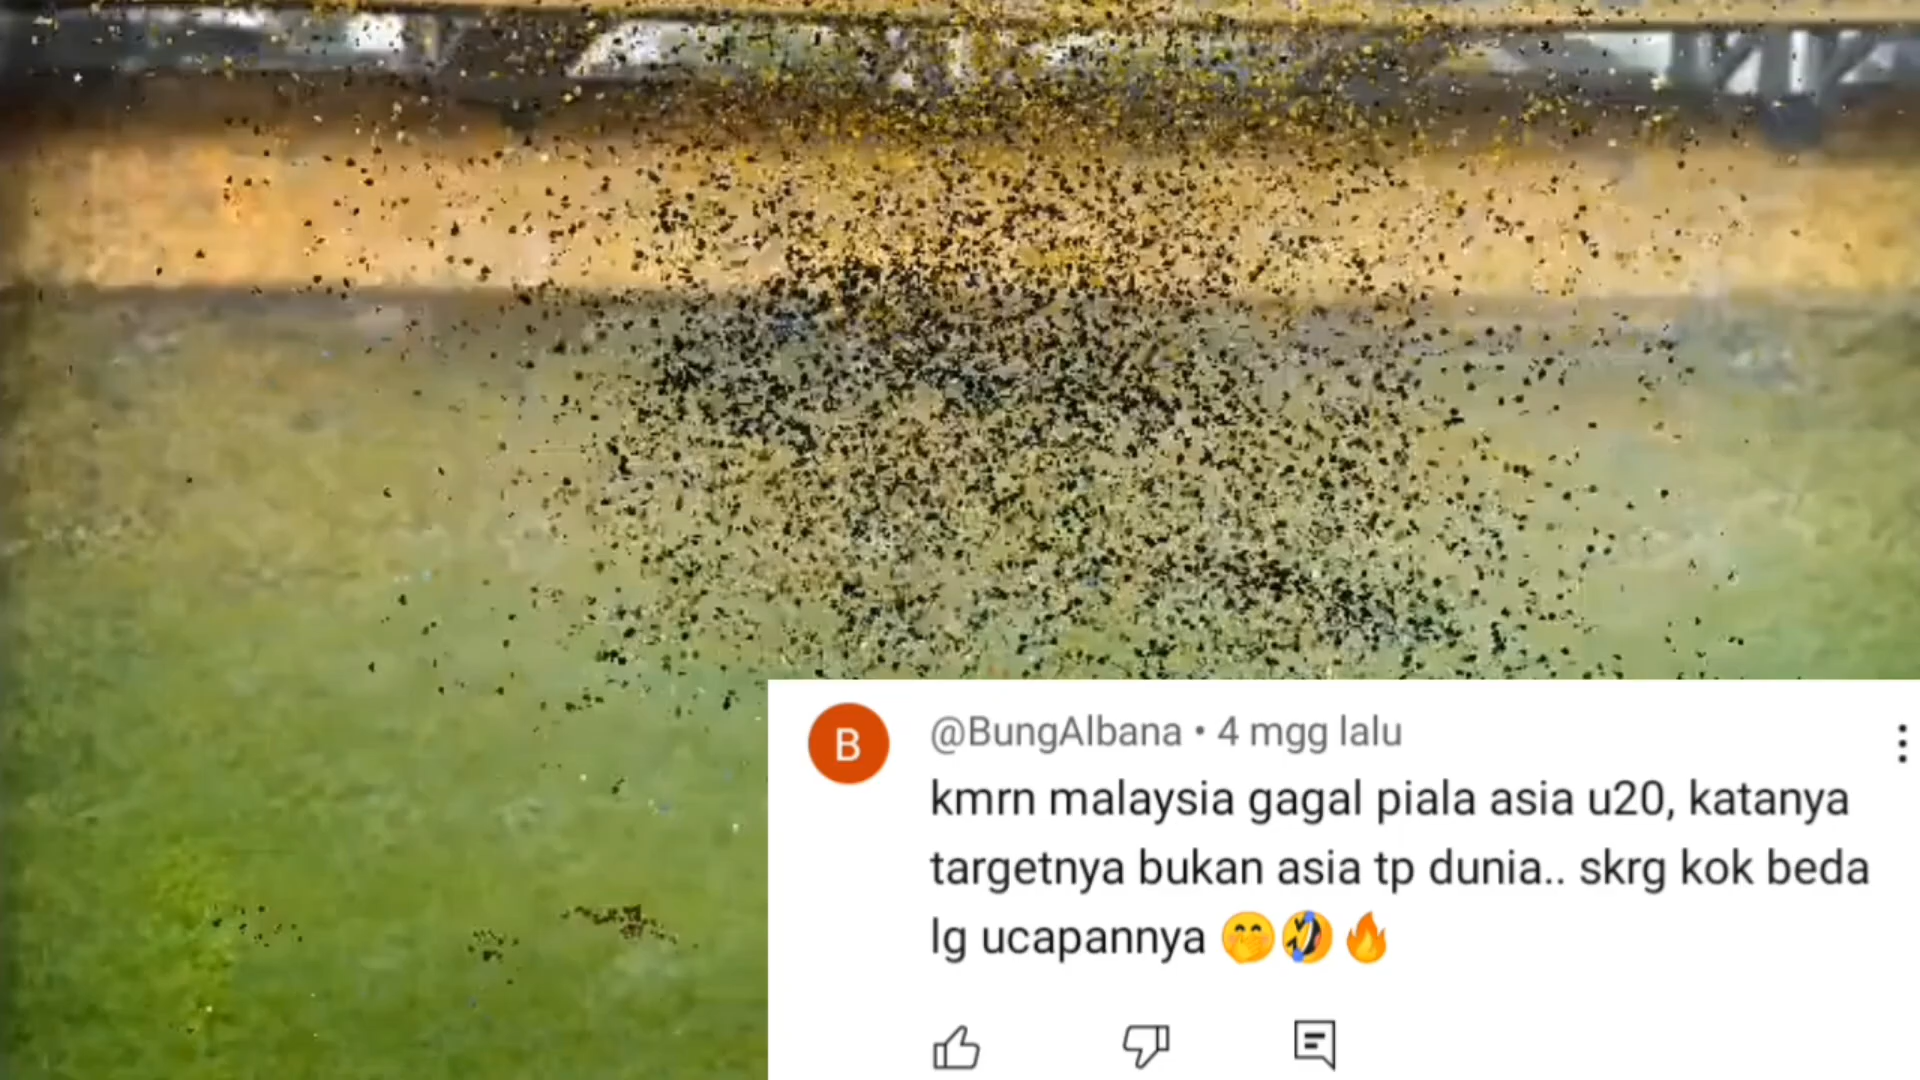 B
@BungAlbana • 4 mgg lalu
kmrn malaysia gagal piala asia u20, katanya
targetnya bukan asia tp dunia.. skrg kok beda
lg ucapannya 🤭🤣🔥